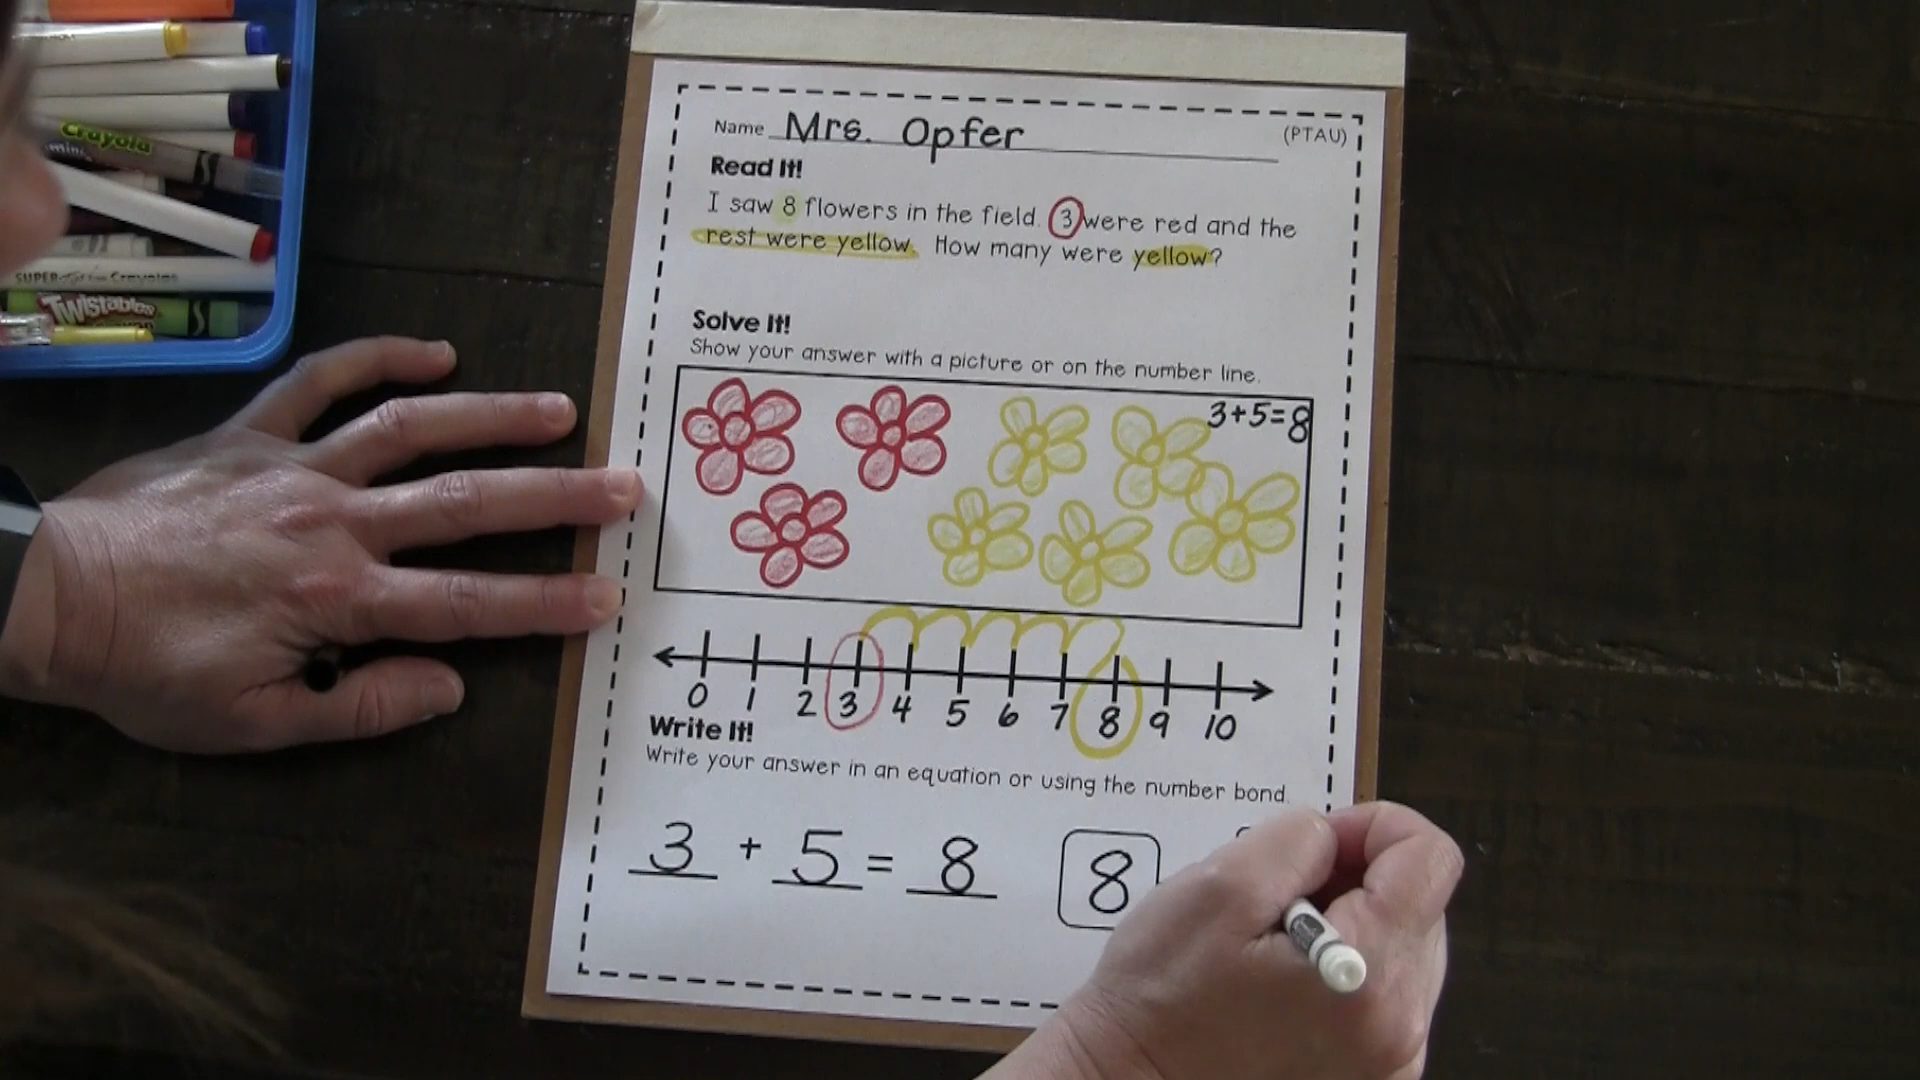 Crayola
SUPER
Crayons
Twistables
Name Mrs. Opfer (PTAU)
Read It!
I saw 8 flowers in the field. 3 were red and the
rest were yellow. How many were yellow?
Solve It!
Show your answer with a picture or on the number line.
3+5=8
0 1 2 3 4 5 6 7 8 9 10
Write It!
Write your answer in an equation or using the number bond.
3 + 5 = 8 8